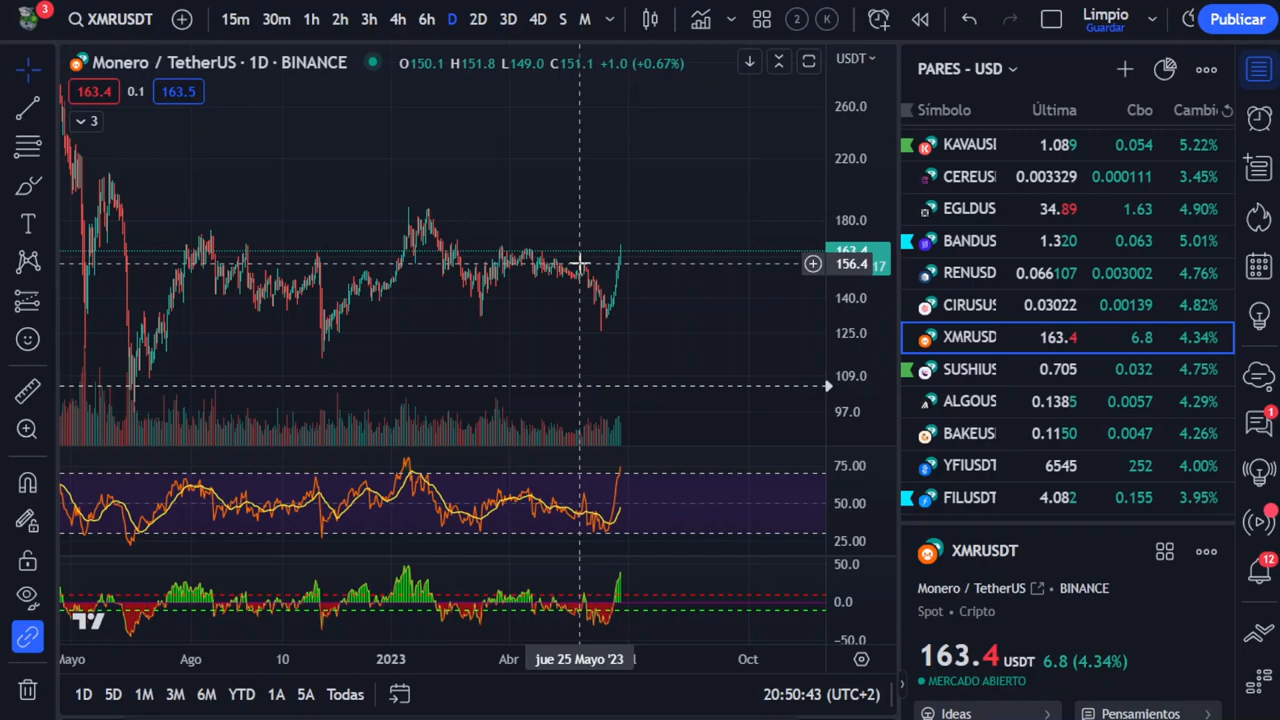 3
XMRUSDT
15m 30m 1h 2h 3h 4h 6h D 2D 3D 4D S M
2 K
Limpio
Guardar
Publicar
Monero / TetherUS · 1D · BINANCE
O150.1 H151.8 L149.0 C151.1 +1.0 (+0.67%)
USDT
163.4 0.1 163.5
3
260.0
220.0
180.0
163.4
156.4
17
140.0
125.0
109.0
97.0
75.00
50.00
25.00
50.0
0.0
-50.0
Mayo Ago 10 2023 Abr jue 25 Mayo '23 Oct
1D 5D 1M 3M 6M YTD 1A 5A Todas
20:50:43 (UTC+2)
PARES - USD
Símbolo Última Cbo Cambi
KAVAUSI 1.089 0.054 5.22%
CEREUS 0.003329 0.000111 3.45%
EGLDUS 34.89 1.63 4.90%
BANDUS 1.320 0.063 5.01%
RENUSD 0.066107 0.003002 4.76%
CIRUSUS 0.03022 0.00139 4.82%
XMRUSD 163.4 6.8 4.34%
SUSHIUS 0.705 0.032 4.75%
ALGOUS 0.1385 0.0057 4.29%
BAKEUS 0.1150 0.0047 4.26%
YFIUSDT 6545 252 4.00%
FILUSDT 4.082 0.155 3.95%
XMRUSDT
Monero / TetherUS BINANCE
Spot • Cripto
163.4 USDT 6.8 (4.34%)
MERCADO ABIERTO
Ideas
Pensamientos
1
12